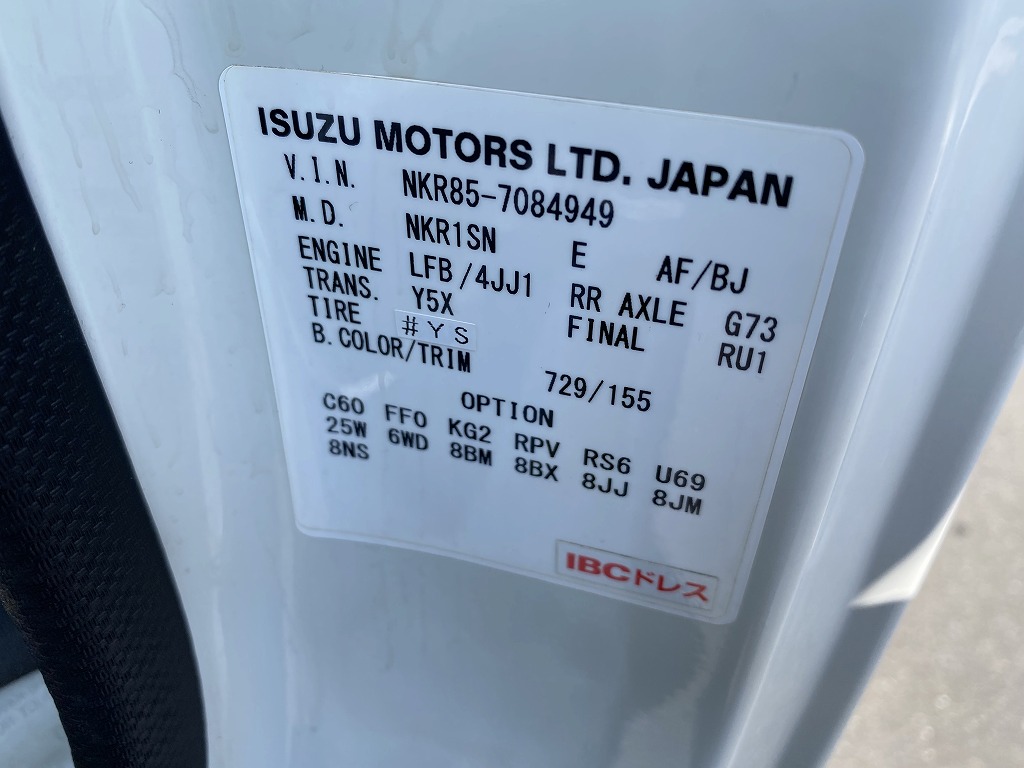 ISUZU MOTORS LTD. JAPAN
V.I.N. NKR85-7084949
M.D. NKR1SN E AF/BJ
ENGINE LFB/4JJ1 RR AXLE G73
TRANS. Y5X FINAL RU1
TIRE #YS
B.COLOR/TRIM 729/155
OPTION
C60 FF0 KG2 RPV RS6 U69
25W 6WD 8BM 8BX 8JJ 8JM
8NS
IBCドレス